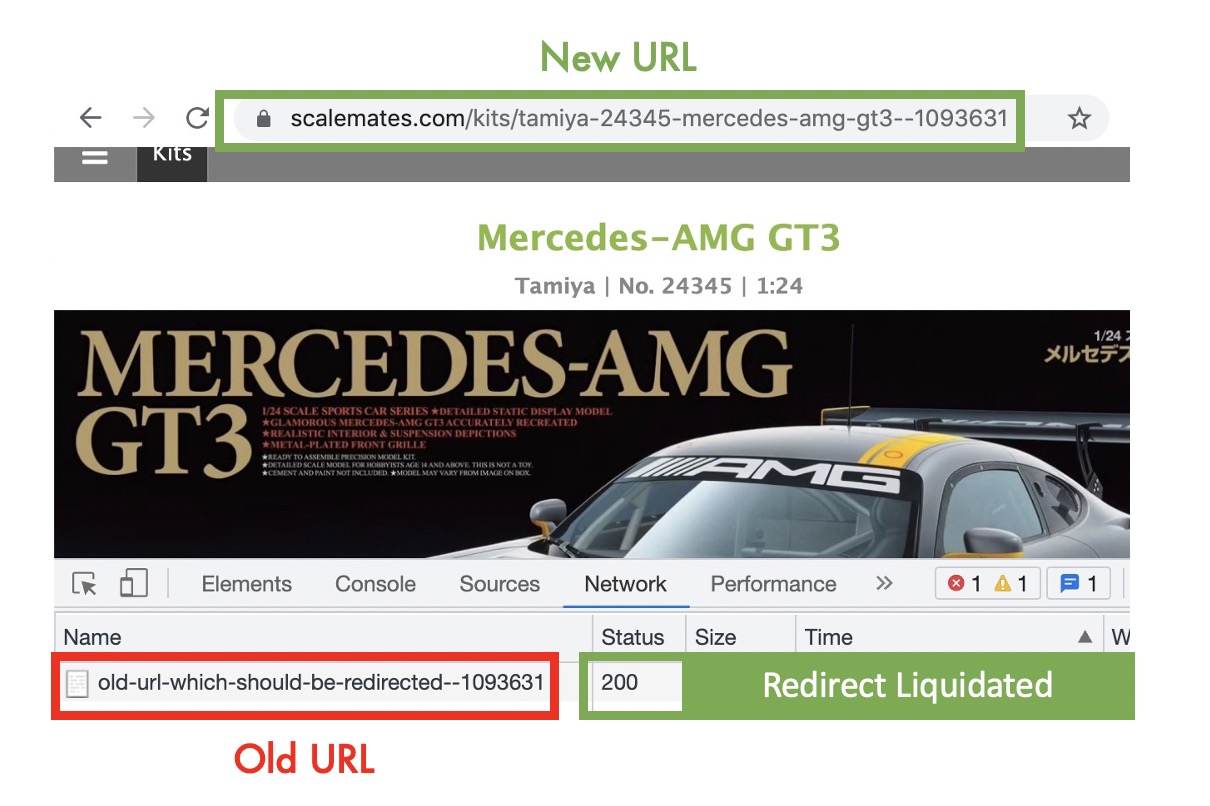 New URL
scalemates.com/kits/tamiya-24345-mercedes-amg-gt3--1093631
Kits
Mercedes-AMG GT3
Tamiya | No. 24345 | 1:24
MERCEDES-AMG
GT3
1/24 SCALE SPORTS CAR SERIES ★DETAILED STATIC DISPLAY MODEL
★GLAMOROUS MERCEDES-AMG GT3 ACCURATELY RECREATED
★REALISTIC INTERIOR & SUSPENSION DEPICTIONS
★METAL-PLATED FRONT GRILLE
★READY TO ASSEMBLE PRECISION MODEL KIT.
★DETAILED SCALE MODEL FOR HOBBYISTS AGE 14 AND ABOVE. THIS IS NOT A TOY.
CEMENT AND PAINT NOT INCLUDED. ★MODEL MAY VARY FROM IMAGE ON BOX.
1/24
メルセデス
AMG
Elements Console Sources Network Performance » 1 1 1
Name Status Size Time ▲ W
old-url-which-should-be-redirected--1093631 200 Redirect Liquidated
Old URL